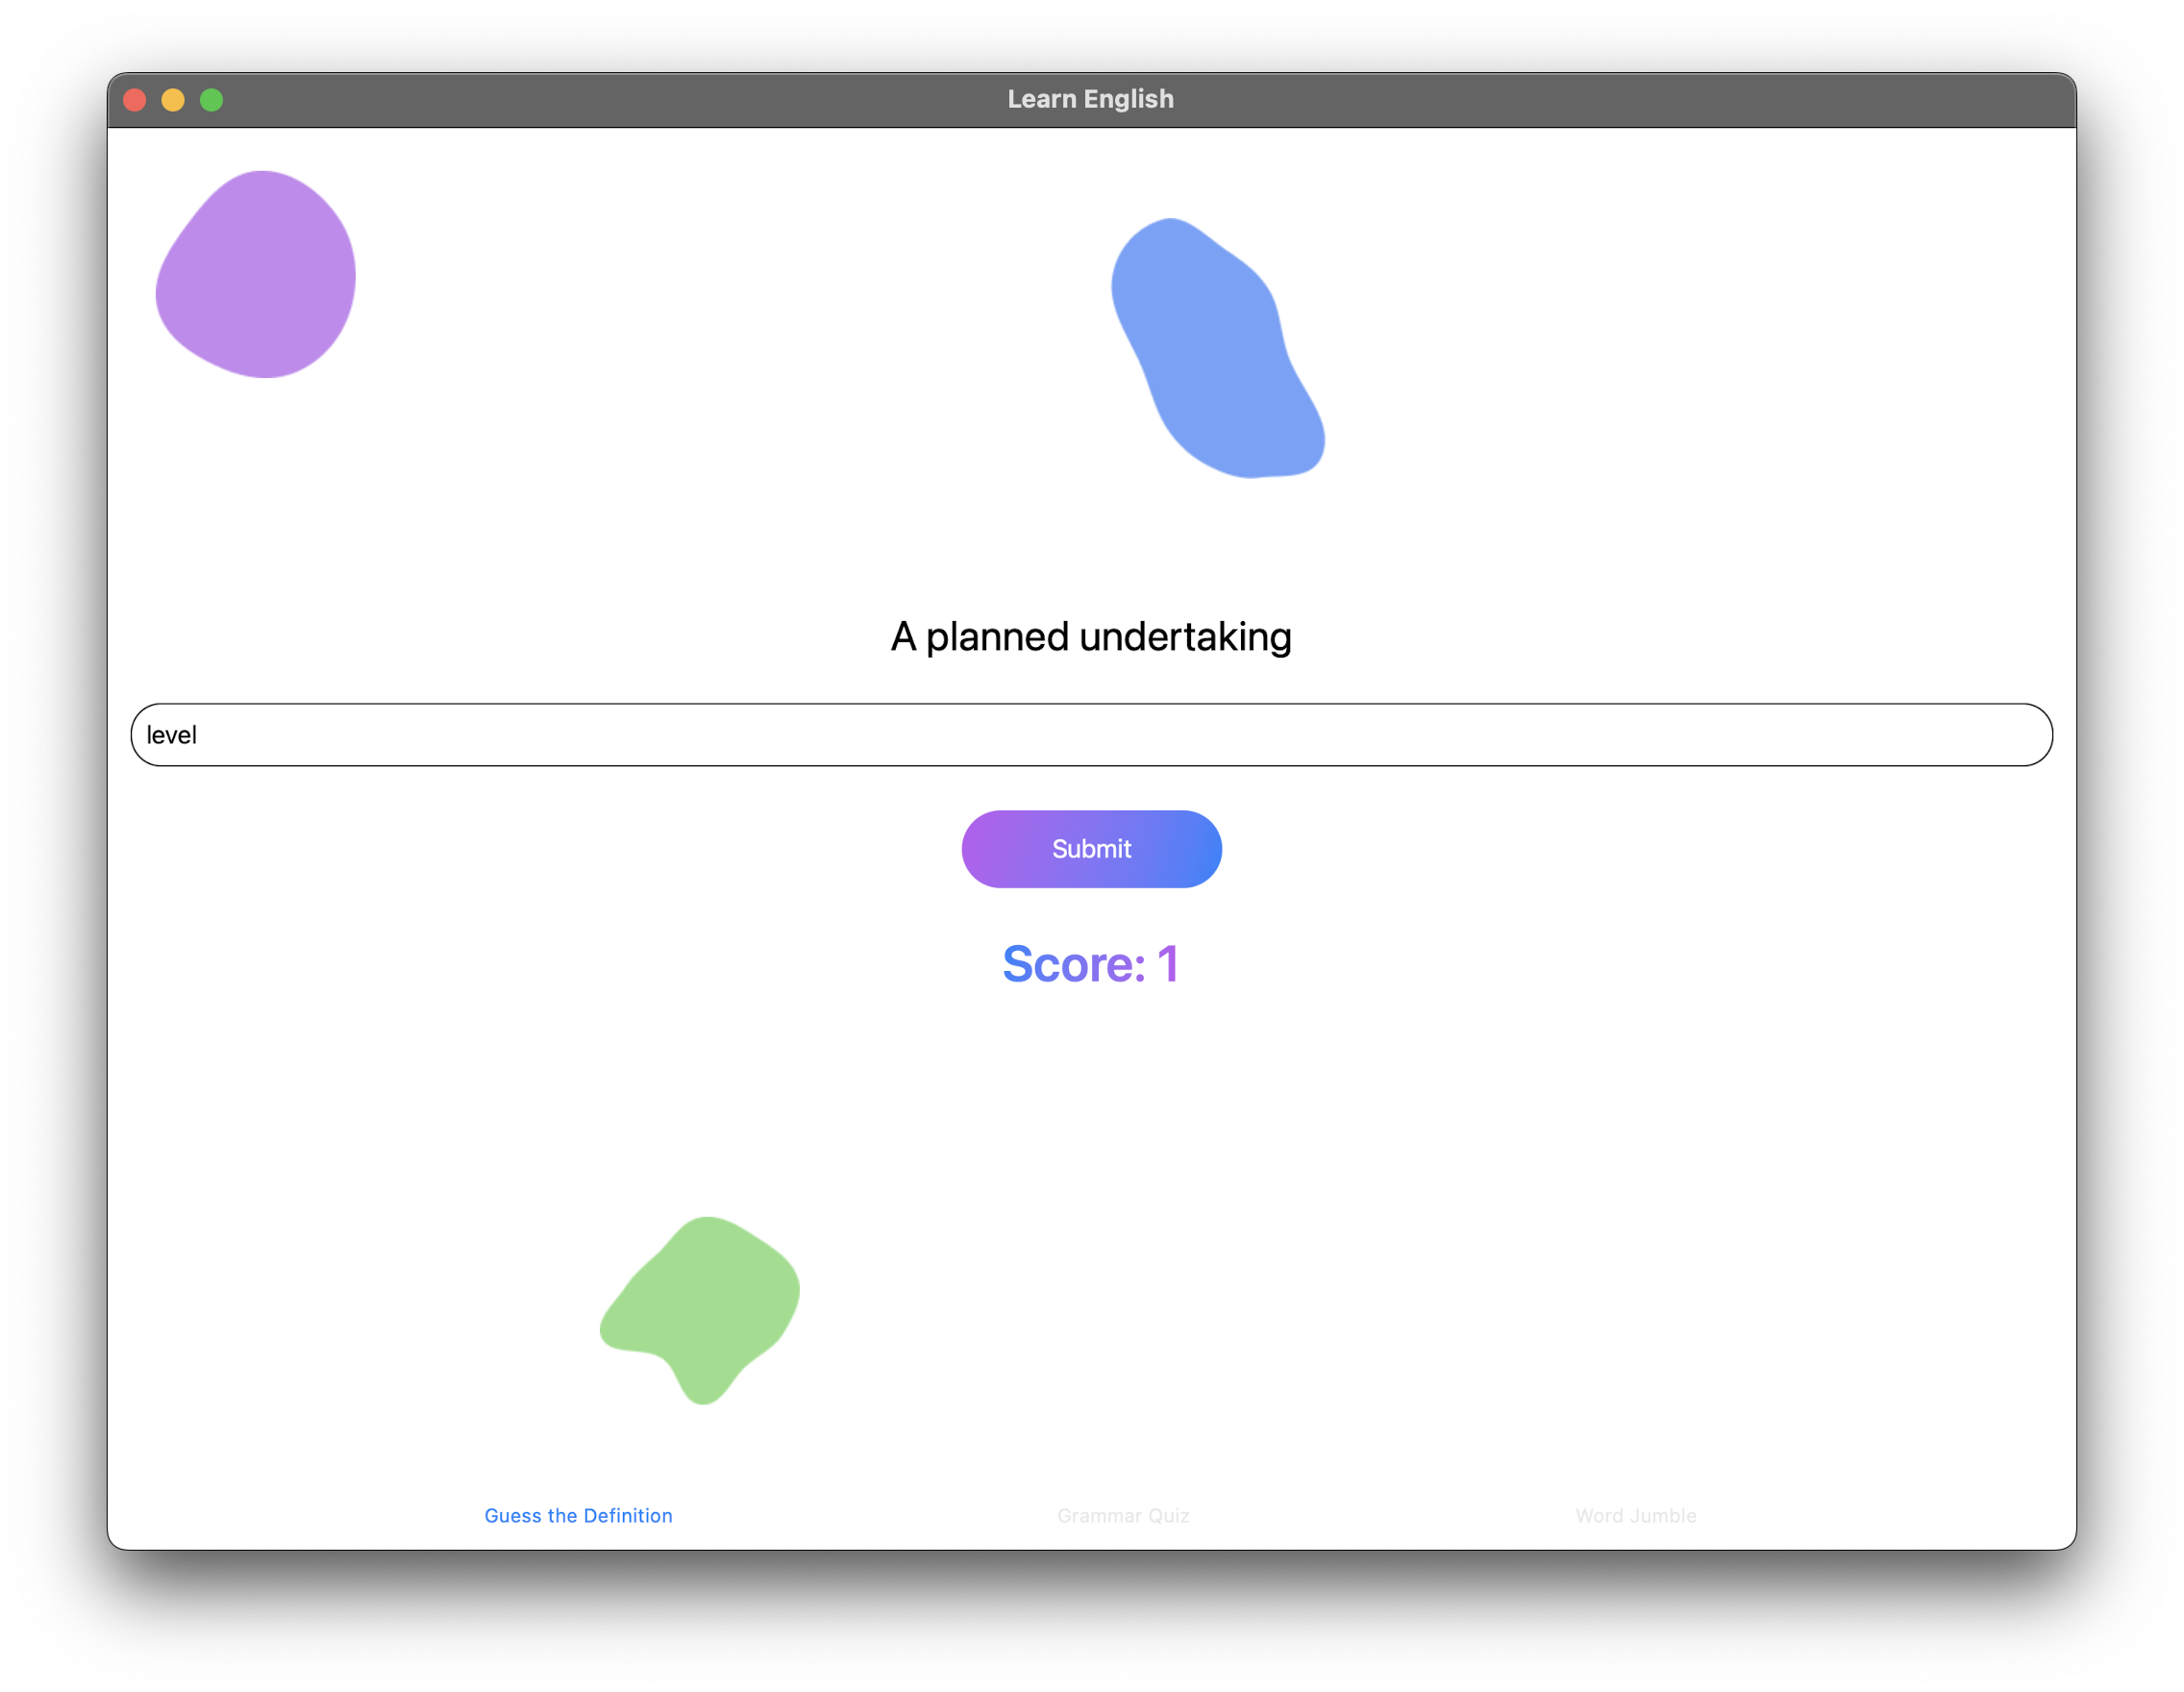 Learn English
A planned undertaking
level
Submit
Score: 1
Guess the Definition
Grammar Quiz
Word Jumble